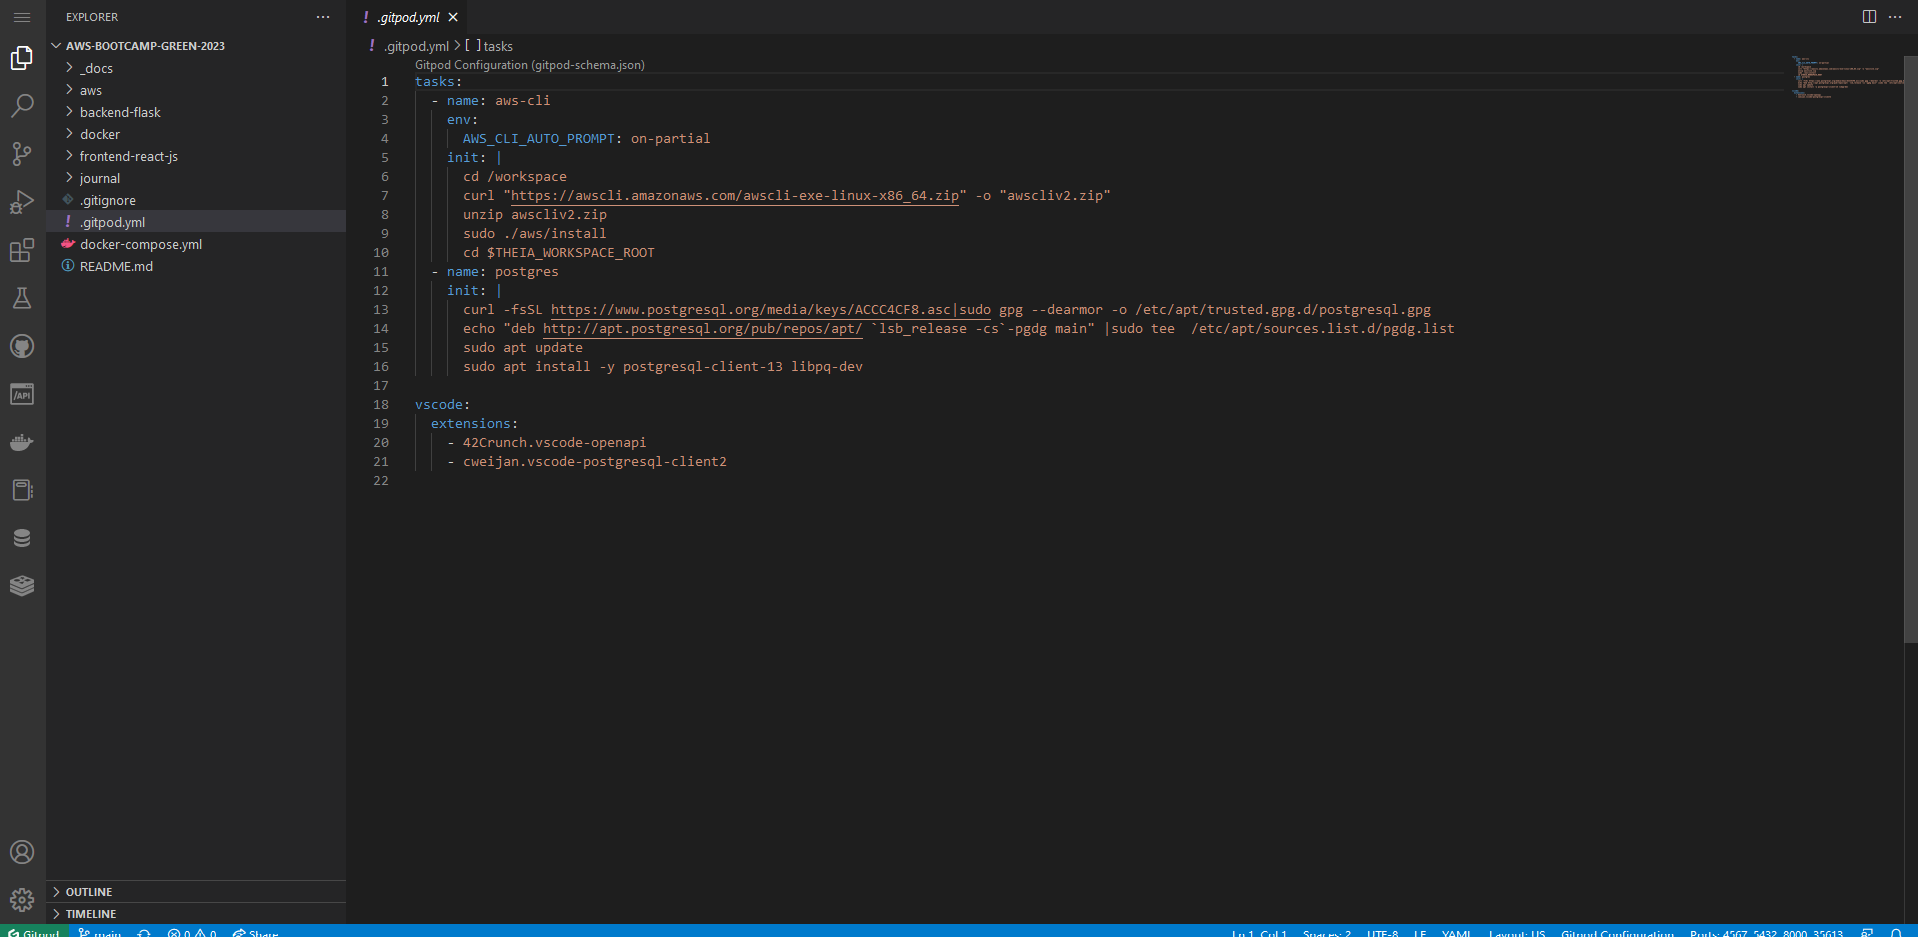 EXPLORER
AWS-BOOTCAMP-GREEN-2023
_docs
aws
backend-flask
docker
frontend-react-js
journal
.gitignore
! .gitpod.yml
docker-compose.yml
README.md
OUTLINE
TIMELINE
! .gitpod.yml
! .gitpod.yml > [ ] tasks
Gitpod Configuration (gitpod-schema.json)
1 tasks:
2   - name: aws-cli
3     env:
4       AWS_CLI_AUTO_PROMPT: on-partial
5     init: |
6       cd /workspace
7       curl "https://awscli.amazonaws.com/awscli-exe-linux-x86_64.zip" -o "awscliv2.zip"
8       unzip awscliv2.zip
9       sudo ./aws/install
10       cd $THEIA_WORKSPACE_ROOT
11   - name: postgres
12     init: |
13       curl -fsSL https://www.postgresql.org/media/keys/ACCC4CF8.asc|sudo gpg --dearmor -o /etc/apt/trusted.gpg.d/postgresql.gpg
14       echo "deb http://apt.postgresql.org/pub/repos/apt/ `lsb_release -cs`-pgdg main" |sudo tee  /etc/apt/sources.list.d/pgdg.list
15       sudo apt update
16       sudo apt install -y postgresql-client-13 libpq-dev
17
18 vscode:
19   extensions:
20     - 42Crunch.vscode-openapi
21     - cweijan.vscode-postgresql-client2
22
/API
Gitpod main 0 0 Share Ln 1, Col 1 Spaces: 2 UTF-8 LF YAML Layout: US Gitpod Configuration Ports: 4567, 5432, 8000, 35613